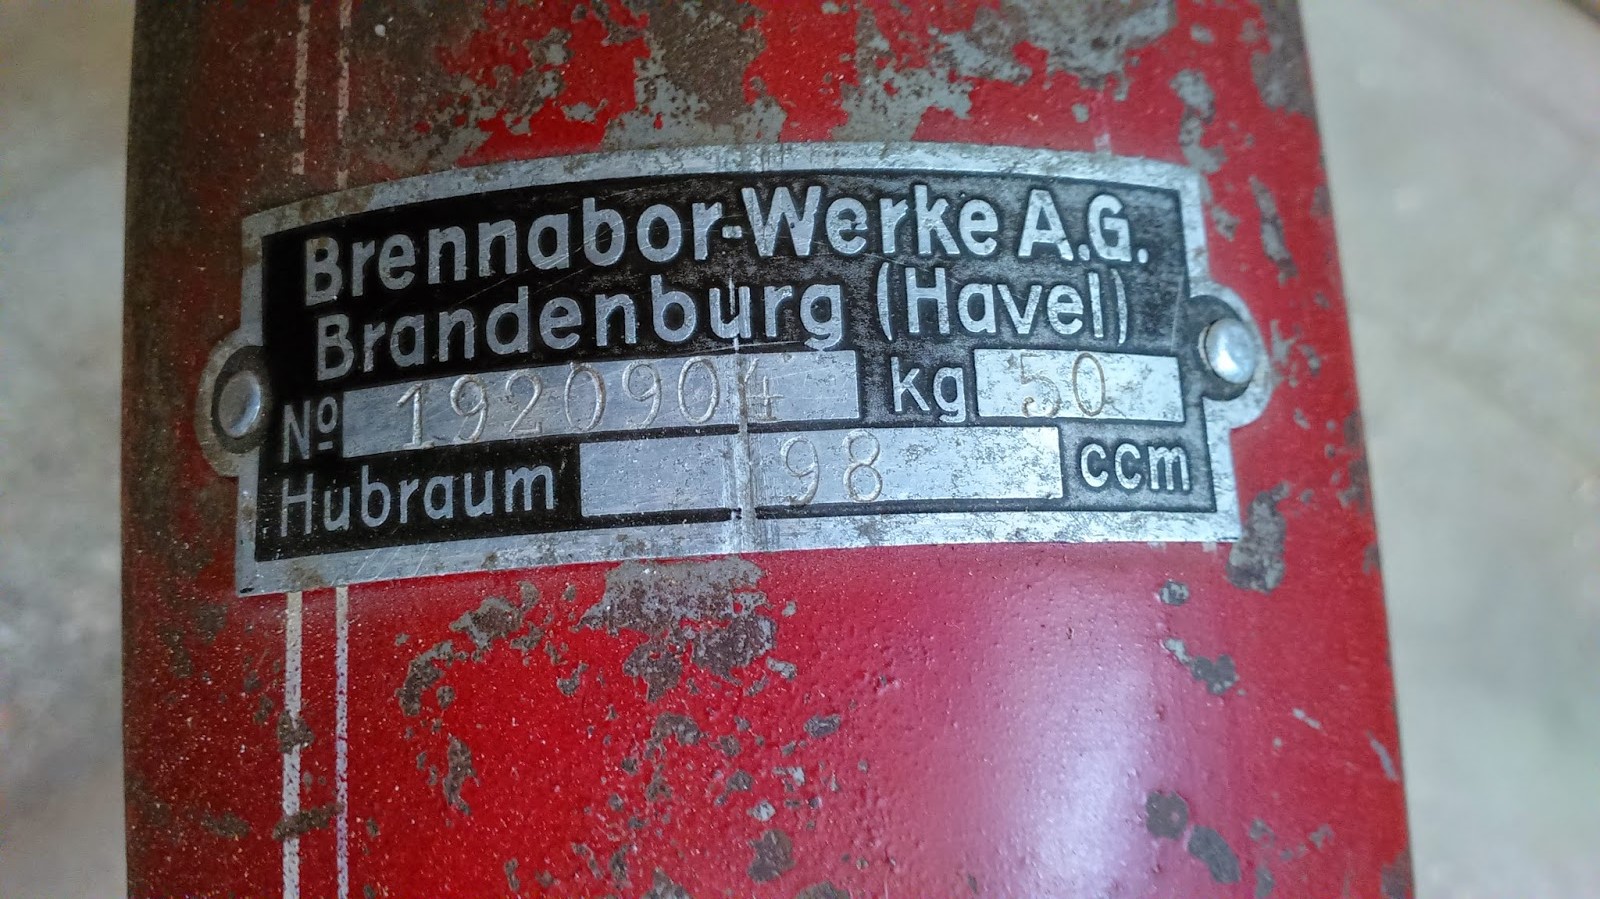 Brennabor-Werke A.G.
Brandenburg (Havel)
No 1920904 kg 50
Hubraum 98 ccm